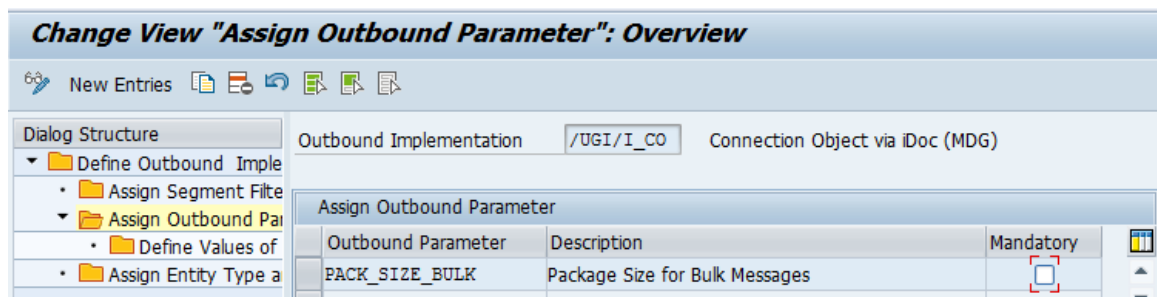 Change View "Assign Outbound Parameter": Overview
New Entries
Dialog Structure
Define Outbound Imple
Assign Segment Filte
Assign Outbound Par
Define Values of
Assign Entity Type a
Outbound Implementation /UGI/I_CO Connection Object via iDoc (MDG)
Assign Outbound Parameter
Outbound Parameter Description Mandatory
PACK_SIZE_BULK Package Size for Bulk Messages